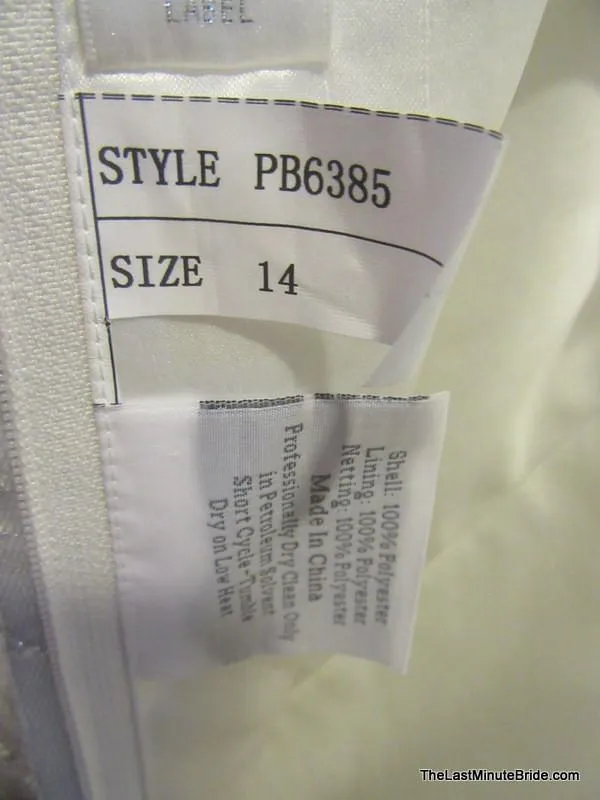 LABEL
STYLE PB6385
SIZE 14
Shell: 100% Polyester
Lining: 100% Polyester
Netting: 100% Polyester
Made In China
Professionally Dry Clean Only
in Petroleum Solvent
Short Cycle-Tumble
Dry on Low Heat
TheLastMinuteBride.com